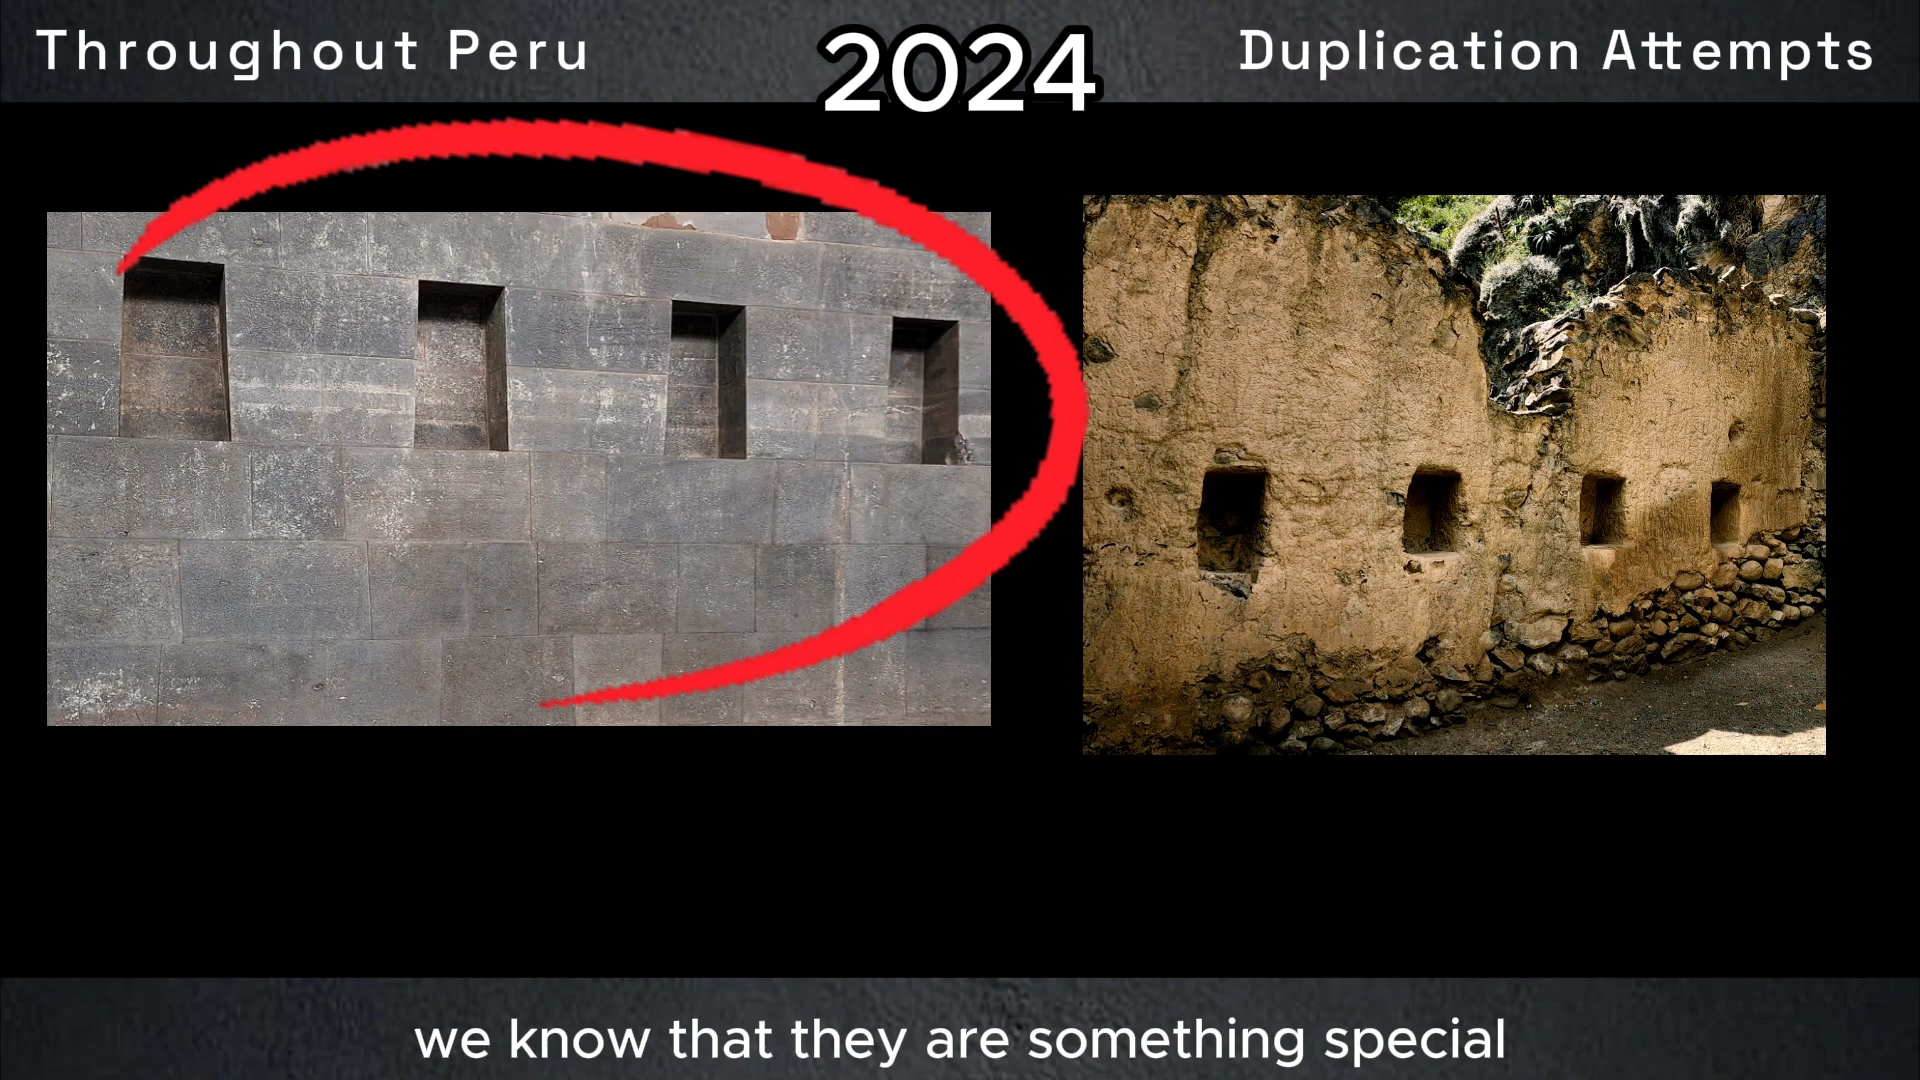 Throughout Peru
2024
Duplication Attempts
we know that they are something special